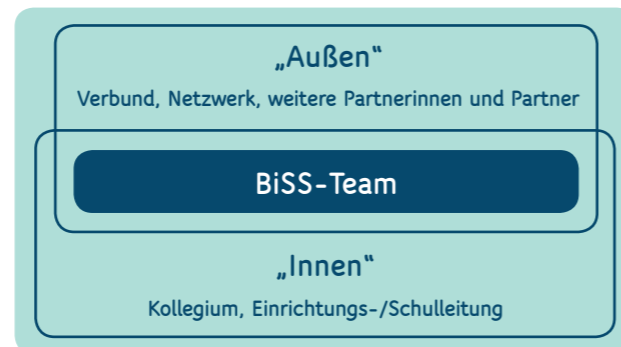 „Außen“
Verbund, Netzwerk, weitere Partnerinnen und Partner
BiSS-Team
„Innen“
Kollegium, Einrichtungs-/Schulleitung